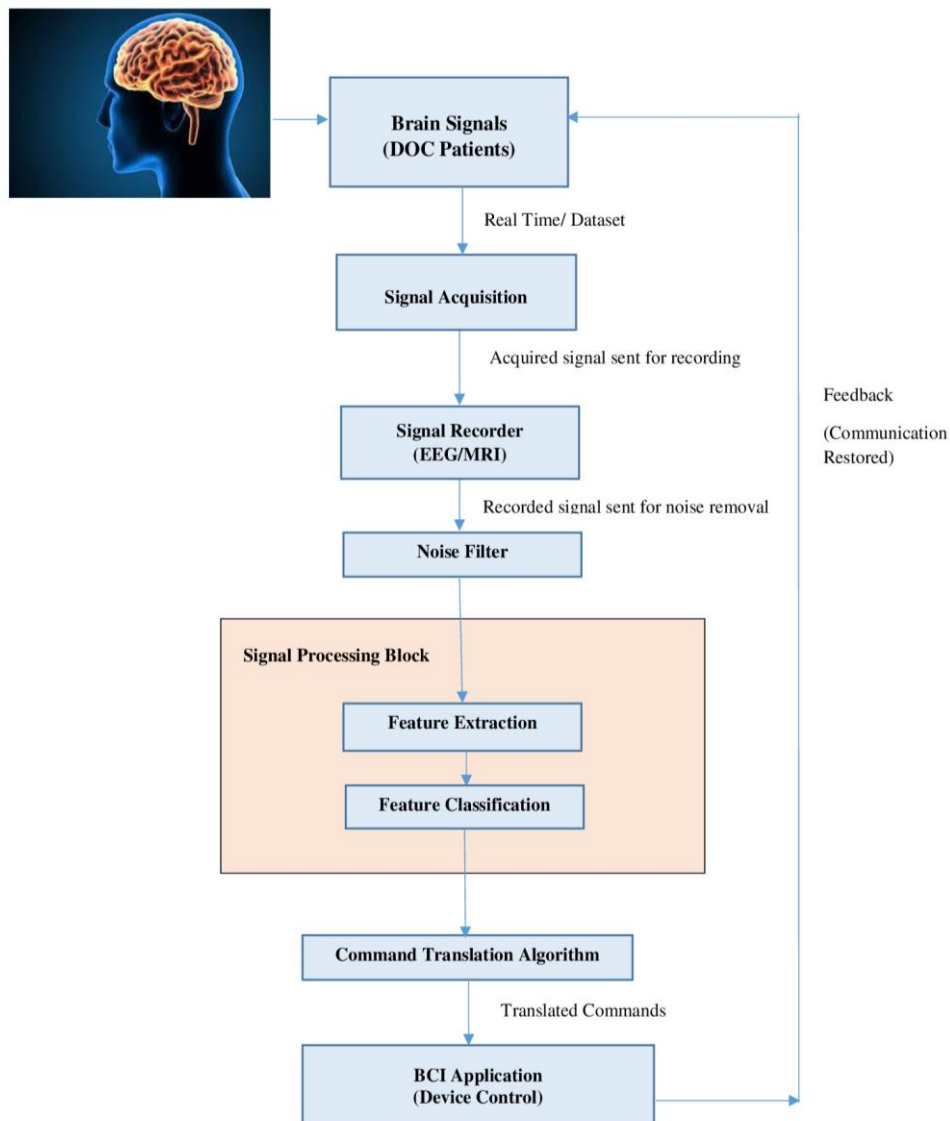 Brain Signals
(DOC Patients)
Real Time/ Dataset
Signal Acquisition
Acquired signal sent for recording
Feedback
(Communication
Restored)
Signal Recorder
(EEG/MRI)
Recorded signal sent for noise removal
Noise Filter
Signal Processing Block
Feature Extraction
Feature Classification
Command Translation Algorithm
Translated Commands
BCI Application
(Device Control)